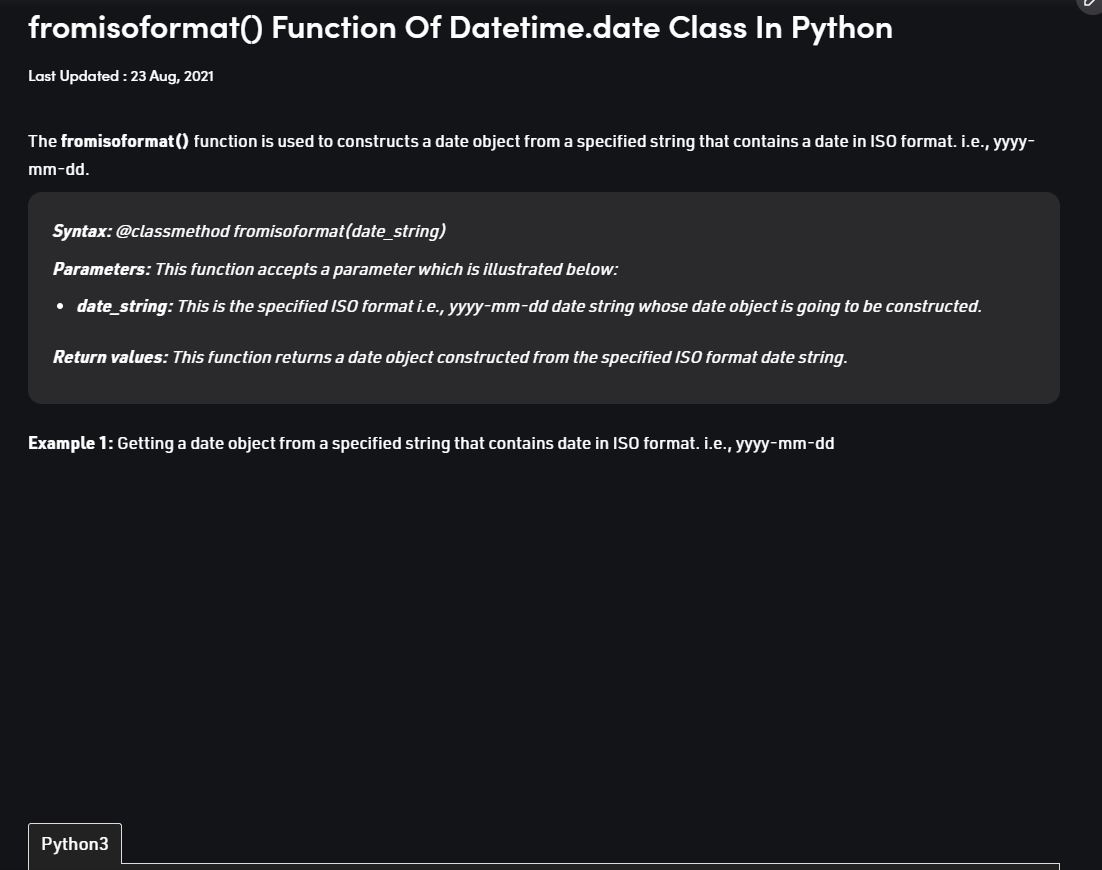 fromisoformat() Function Of Datetime.date Class In Python
Last Updated : 23 Aug, 2021
The fromisoformat() function is used to constructs a date object from a specified string that contains a date in ISO format. i.e., yyyy-
mm-dd.
Syntax: @classmethod fromisoformat(date_string)
Parameters: This function accepts a parameter which is illustrated below:
• date_string: This is the specified ISO format i.e., yyyy-mm-dd date string whose date object is going to be constructed.
Return values: This function returns a date object constructed from the specified ISO format date string.
Example 1: Getting a date object from a specified string that contains date in ISO format. i.e., yyyy-mm-dd
Python3